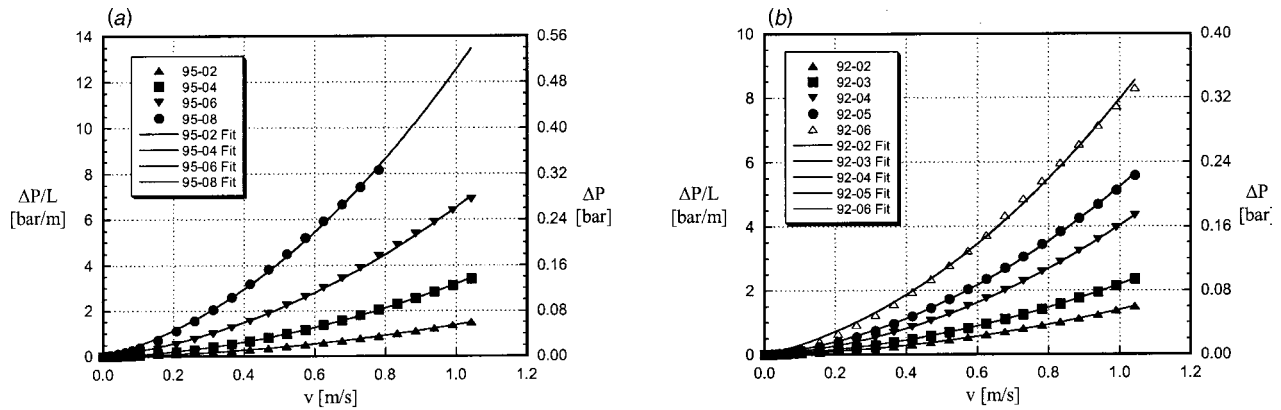 (a)
14
12
10
8
6
4
2
0
ΔP/L
[bar/m]
95-02
95-04
95-06
95-08
95-02 Fit
95-04 Fit
95-06 Fit
95-08 Fit
0.56
0.48
0.40
0.32
0.24
0.16
0.08
0.00
ΔP
[bar]
0.0 0.2 0.4 0.6 0.8 1.0 1.2
v [m/s]
(b)
10
8
6
4
2
0
ΔP/L
[bar/m]
92-02
92-03
92-04
92-05
92-06
92-02 Fit
92-03 Fit
92-04 Fit
92-05 Fit
92-06 Fit
0.40
0.32
0.24
0.16
0.08
0.00
ΔP
[bar]
0.0 0.2 0.4 0.6 0.8 1.0 1.2
v [m/s]